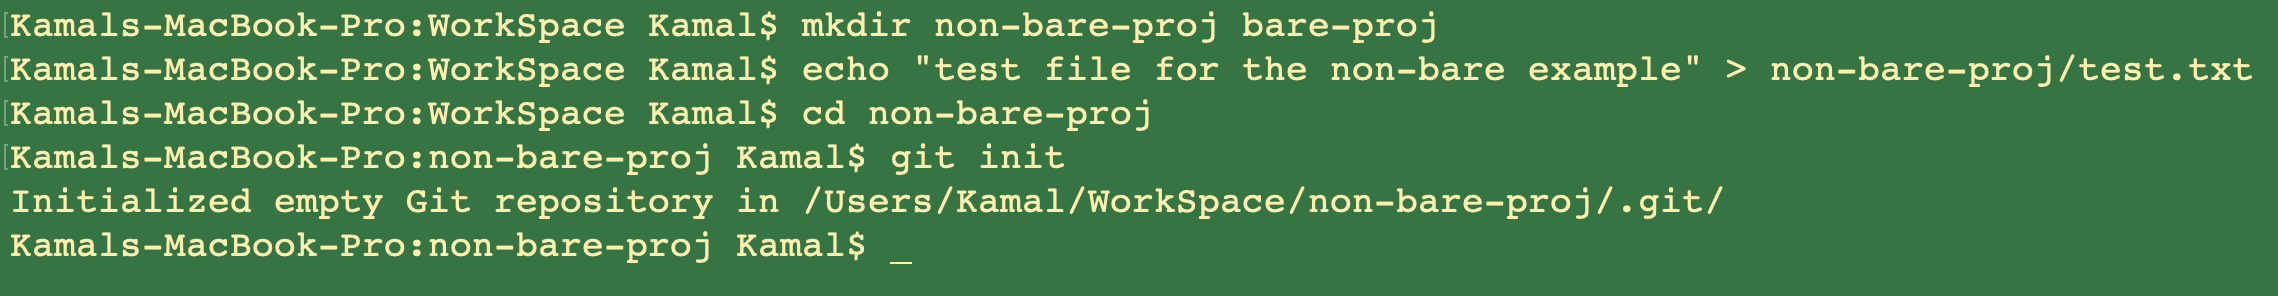 Kamals-MacBook-Pro:WorkSpace Kamal$ mkdir non-bare-proj bare-proj
Kamals-MacBook-Pro:WorkSpace Kamal$ echo "test file for the non-bare example" > non-bare-proj/test.txt
Kamals-MacBook-Pro:WorkSpace Kamal$ cd non-bare-proj
Kamals-MacBook-Pro:non-bare-proj Kamal$ git init
Initialized empty Git repository in /Users/Kamal/WorkSpace/non-bare-proj/.git/
Kamals-MacBook-Pro:non-bare-proj Kamal$ _